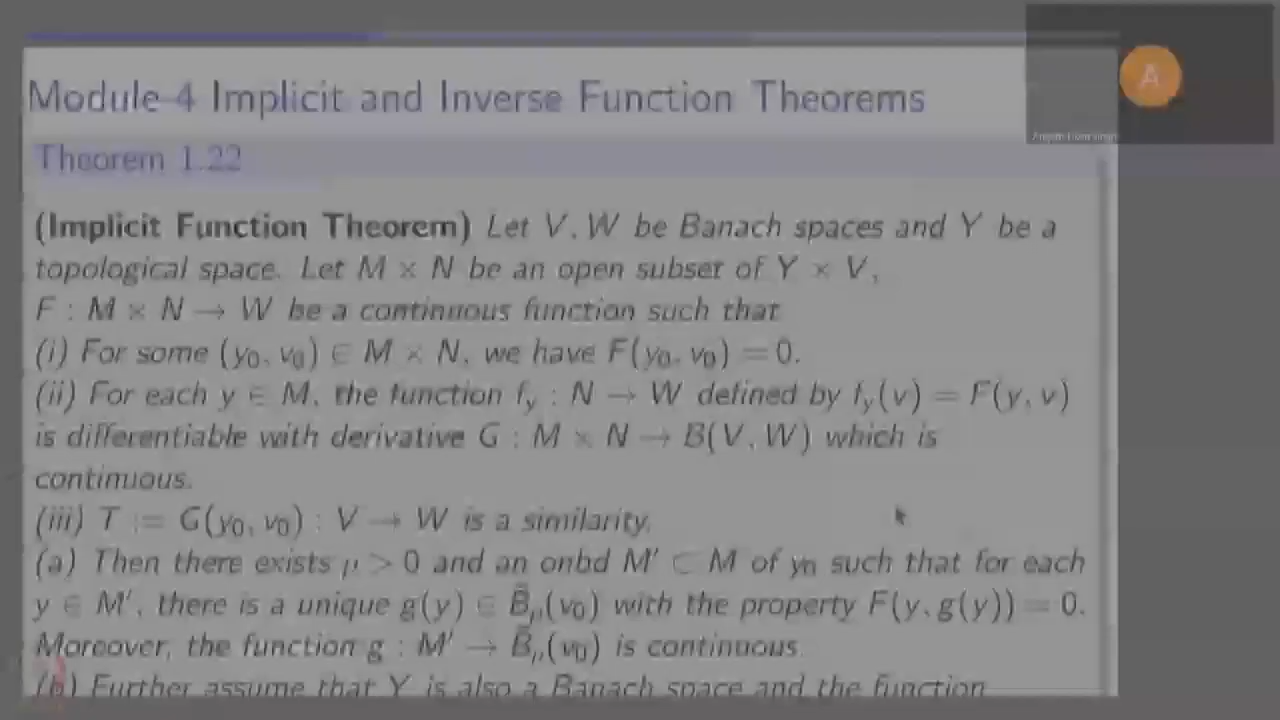 Module-4 Implicit and Inverse Function Theorems
A
Theorem 1.22
(Implicit Function Theorem) Let V, W be Banach spaces and Y be a
topological space. Let M × N be an open subset of Y × V,
F : M × N → W be a continuous function such that
(i) For some (y₀, v₀) ∈ M × N, we have F(y₀, v₀) = 0.
(ii) For each y ∈ M, the function f_y : N → W defined by f_y(v) = F(y, v)
is differentiable with derivative G : M × N → B(V, W) which is
continuous.
(iii) T := G(y₀, v₀) : V → W is a similarity.
(a) Then there exists μ > 0 and an onbd M′ ⊂ M of y₀ such that for each
y ∈ M′, there is a unique g(y) ∈ B̄_μ(v₀) with the property F(y, g(y)) = 0.
Moreover, the function g : M′ → B̄_μ(v₀) is continuous.
(b) Further assume that Y is also a Banach space and the function